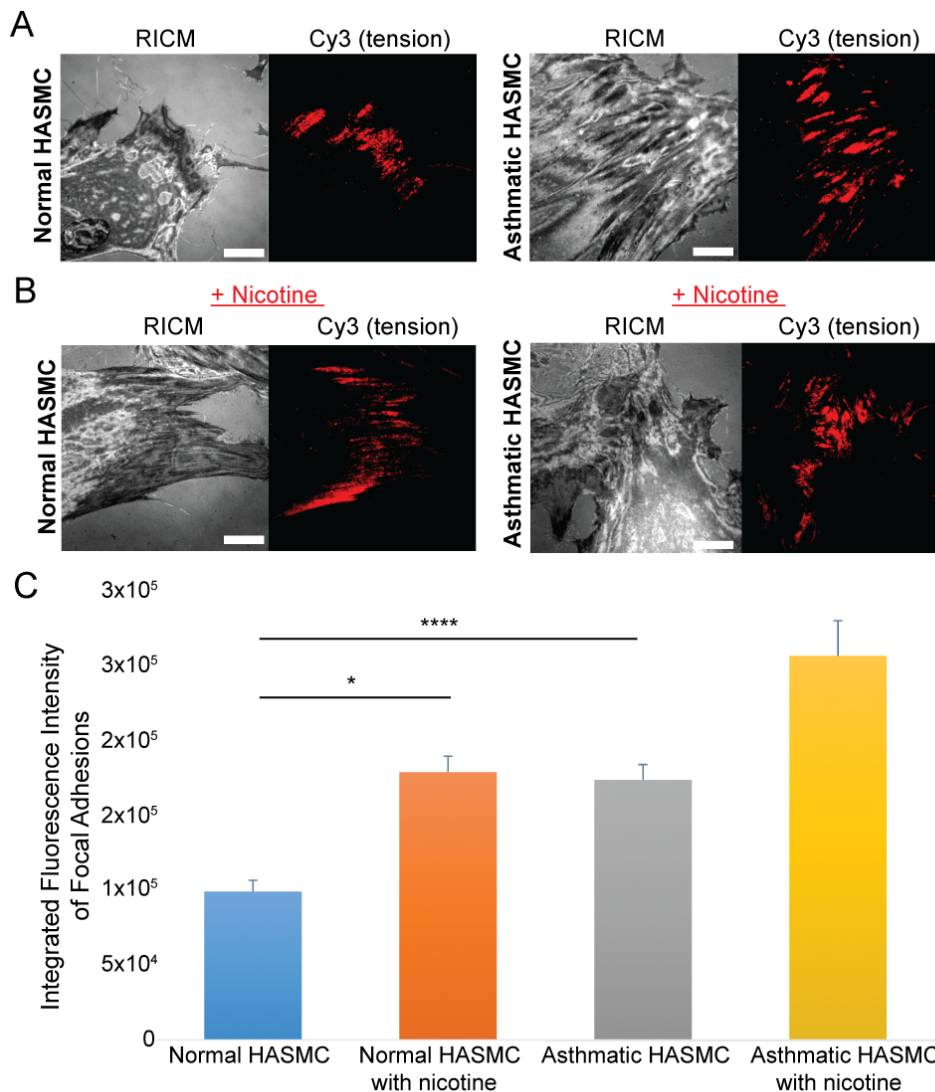 A
RICM
Cy3 (tension)
RICM
Cy3 (tension)
Normal HASMC
Asthmatic HASMC
B
+ Nicotine
+ Nicotine
RICM
Cy3 (tension)
RICM
Cy3 (tension)
Normal HASMC
Asthmatic HASMC
C
Integrated Fluorescence Intensity
of Focal Adhesions
3x10⁵
3x10⁵
2x10⁵
2x10⁵
1x10⁵
5x10⁴
0
****
*
Normal HASMC
Normal HASMC
with nicotine
Asthmatic HASMC
Asthmatic HASMC
with nicotine